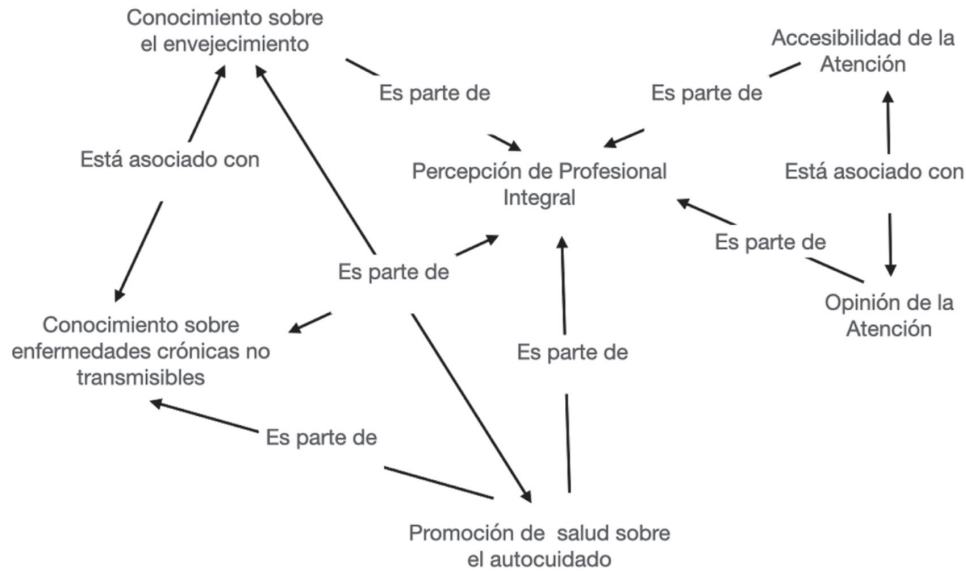 Conocimiento sobre
el envejecimiento
Accesibilidad de la
Atención
Es parte de
Es parte de
Está asociado con
Percepción de Profesional
Integral
Está asociado con
Es parte de
Es parte de
Opinión de la
Atención
Conocimiento sobre
enfermedades crónicas no
transmisibles
Es parte de
Es parte de
Promoción de salud sobre
el autocuidado